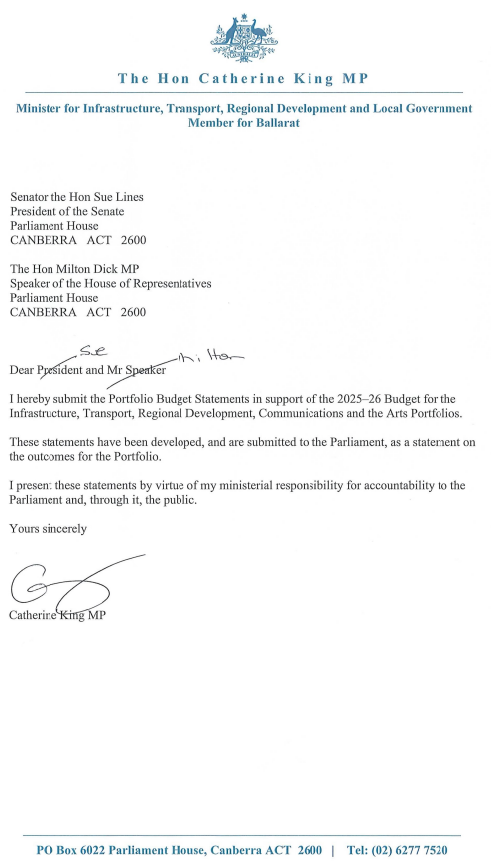 The Hon Catherine King MP
Minister for Infrastructure, Transport, Regional Development and Local Government
Member for Ballarat
Senator the Hon Sue Lines
President of the Senate
Parliament House
CANBERRA ACT 2600
The Hon Milton Dick MP
Speaker of the House of Representatives
Parliament House
CANBERRA ACT 2600
Sue Milton
Dear President and Mr Speaker
I hereby submit the Portfolio Budget Statements in support of the 2025–26 Budget for the
Infrastructure, Transport, Regional Development, Communications and the Arts Portfolios.
These statements have been developed, and are submitted to the Parliament, as a statement on
the outcomes for the Portfolio.
I present these statements by virtue of my ministerial responsibility for accountability to the
Parliament and, through it, the public.
Yours sincerely
Catherine King MP
PO Box 6022 Parliament House, Canberra ACT 2600 | Tel: (02) 6277 7520